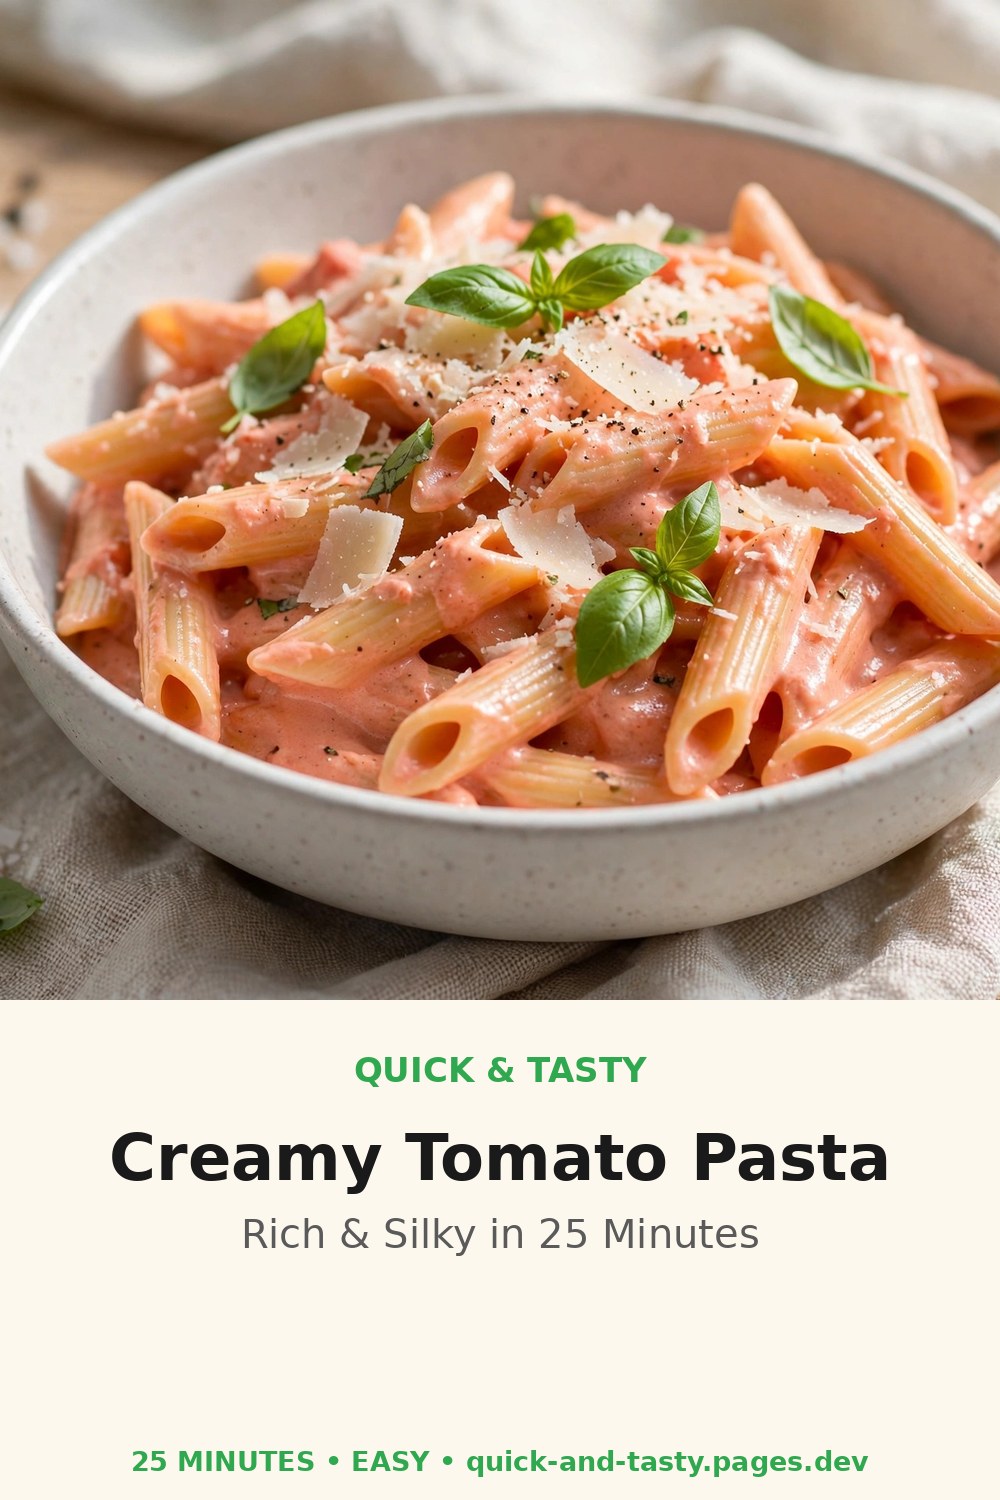 QUICK & TASTY
Creamy Tomato Pasta
Rich & Silky in 25 Minutes
25 MINUTES • EASY • quick-and-tasty.pages.dev